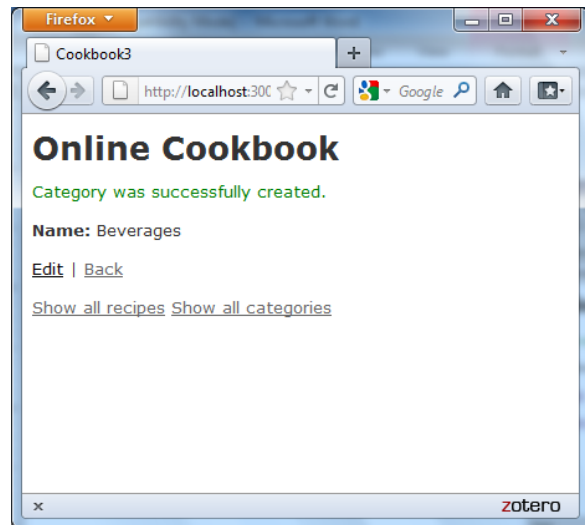 Firefox
Cookbook3
http://localhost:300
Google
Online Cookbook
Category was successfully created.
Name: Beverages
Edit | Back
Show all recipes Show all categories
x zotero